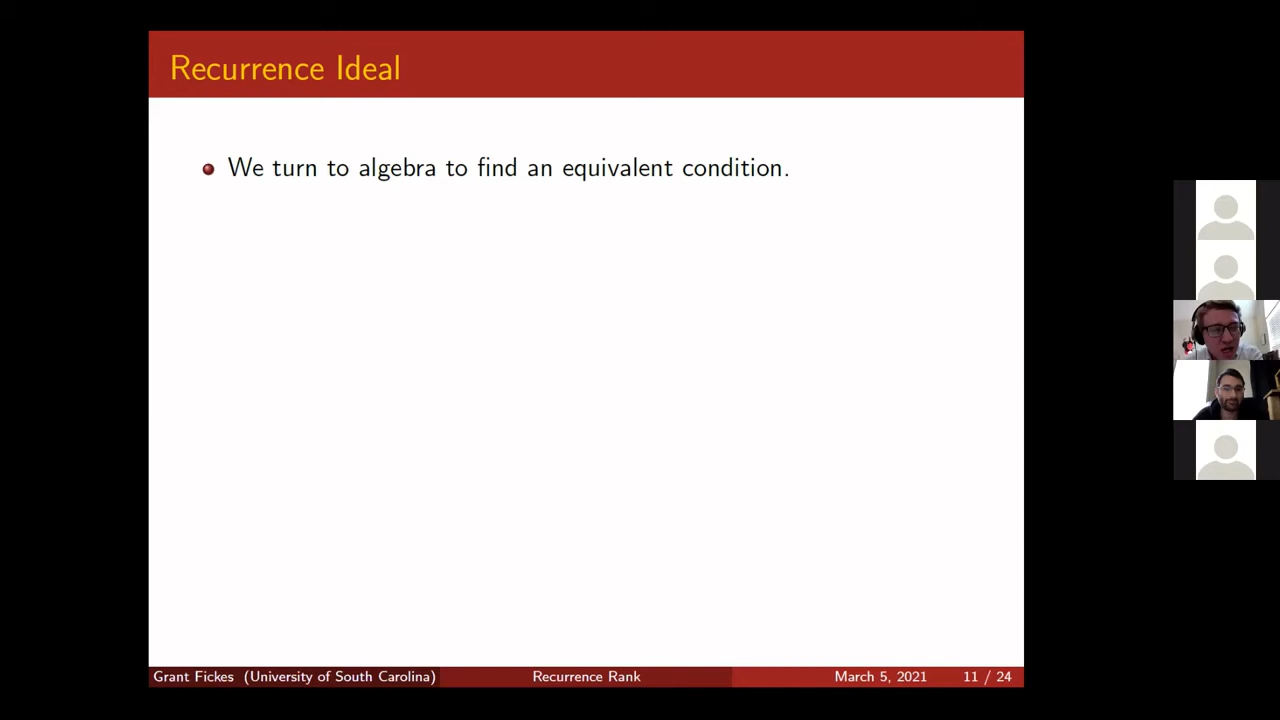 Recurrence Ideal
We turn to algebra to find an equivalent condition.
Grant Fickes (University of South Carolina) Recurrence Rank March 5, 2021 11 / 24